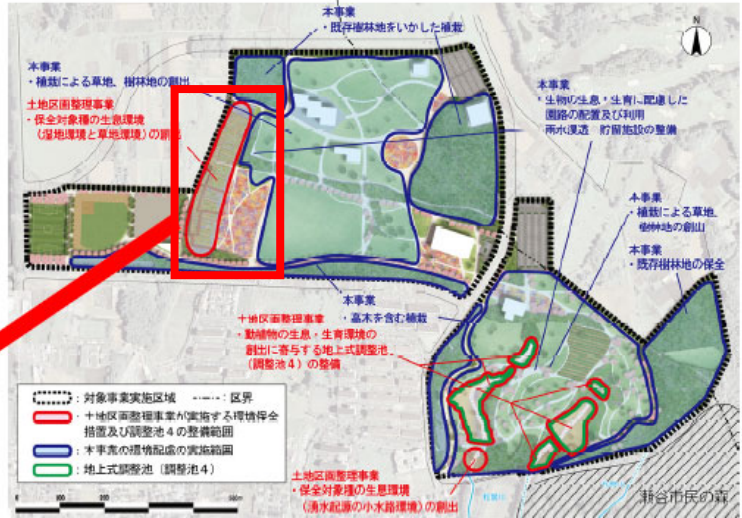 本事業
・既存樹林地をいかした植栽
N
本事業
・植栽による草地、樹林地の創出
土地区画整理事業
・保全対象種の生息環境
(湿地環境と草地環境)の創出
本事業
・生物の生息・生育に配慮した
園路の配置及び利用
雨水浸透・貯留施設の整備
本事業
・植栽による草地、
樹林地の創出
本事業
・既存樹林地の保全
本事業
・高木を含む植栽
土地区画整理事業
・動植物の生息・生育環境の
創出に寄与する地上式調整池
(調整池4)の整備
:対象事業実施区域
:区界
:土地区画整理事業が実施する環境保全
措置及び調整池4の整備範囲
:本事業の環境配慮の実施範囲
:地上式調整池(調整池4)
土地区画整理事業
・保全対象種の生息環境
(湧水起源の小水路環境)の創出
瀬谷市民の森